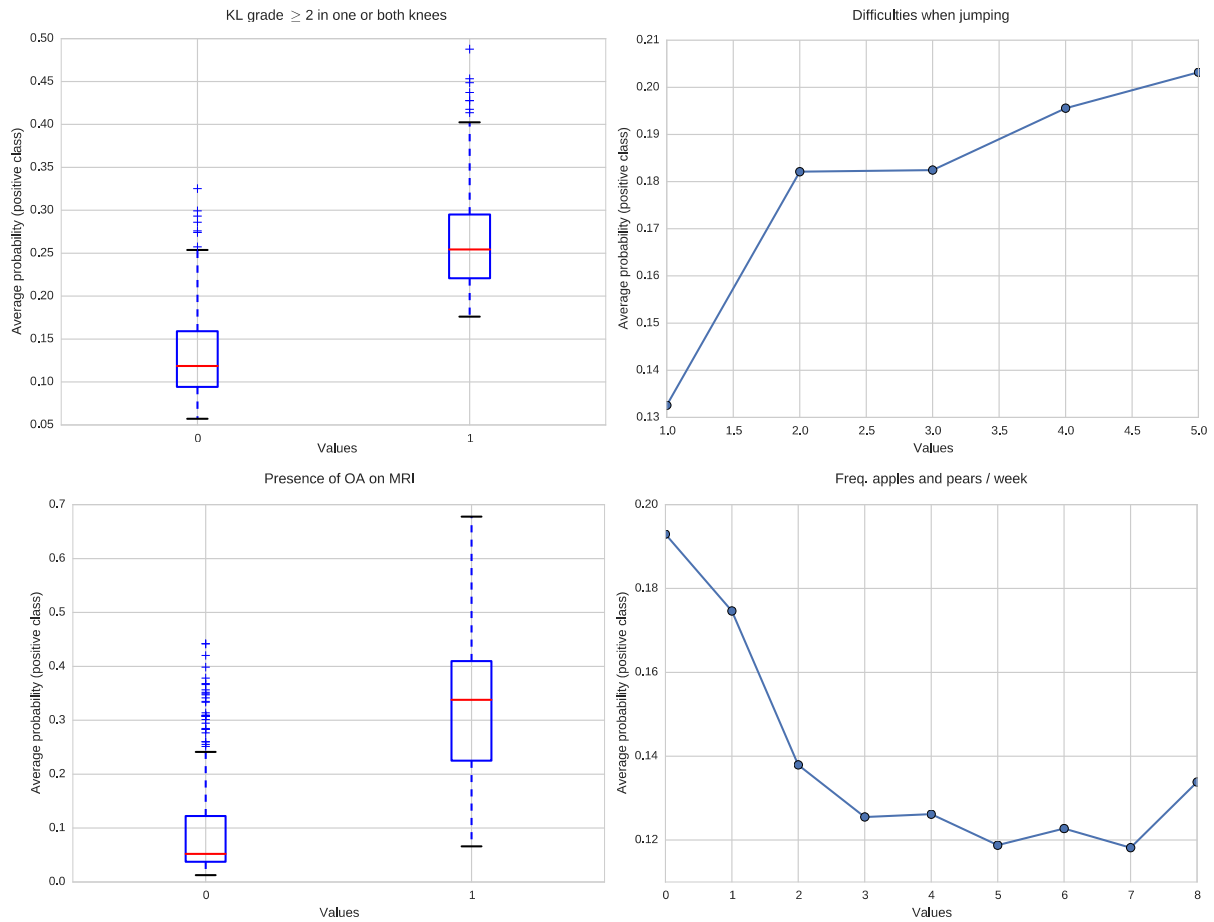 KL grade ≥ 2 in one or both knees
Average probability (positive class)
0.50
0.45
0.40
0.35
0.30
0.25
0.20
0.15
0.10
0.05
0 1
Values
Difficulties when jumping
Average probability (positive class)
0.21
0.20
0.19
0.18
0.17
0.16
0.15
0.14
0.13
1.0 1.5 2.0 2.5 3.0 3.5 4.0 4.5 5.0
Values
Presence of OA on MRI
Average probability (positive class)
0.7
0.6
0.5
0.4
0.3
0.2
0.1
0.0
0 1
Values
Freq. apples and pears / week
Average probability (positive class)
0.20
0.18
0.16
0.14
0.12
0 1 2 3 4 5 6 7 8
Values